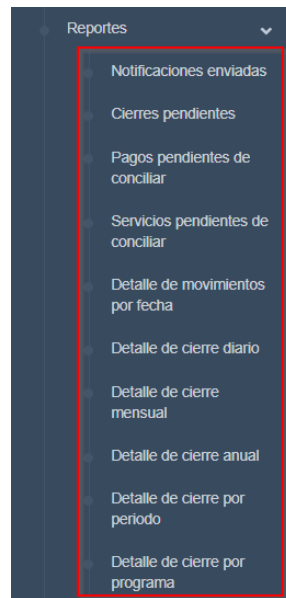 Reportes
Notificaciones enviadas
Cierres pendientes
Pagos pendientes de
conciliar
Servicios pendientes de
conciliar
Detalle de movimientos
por fecha
Detalle de cierre diario
Detalle de cierre
mensual
Detalle de cierre anual
Detalle de cierre por
periodo
Detalle de cierre por
programa